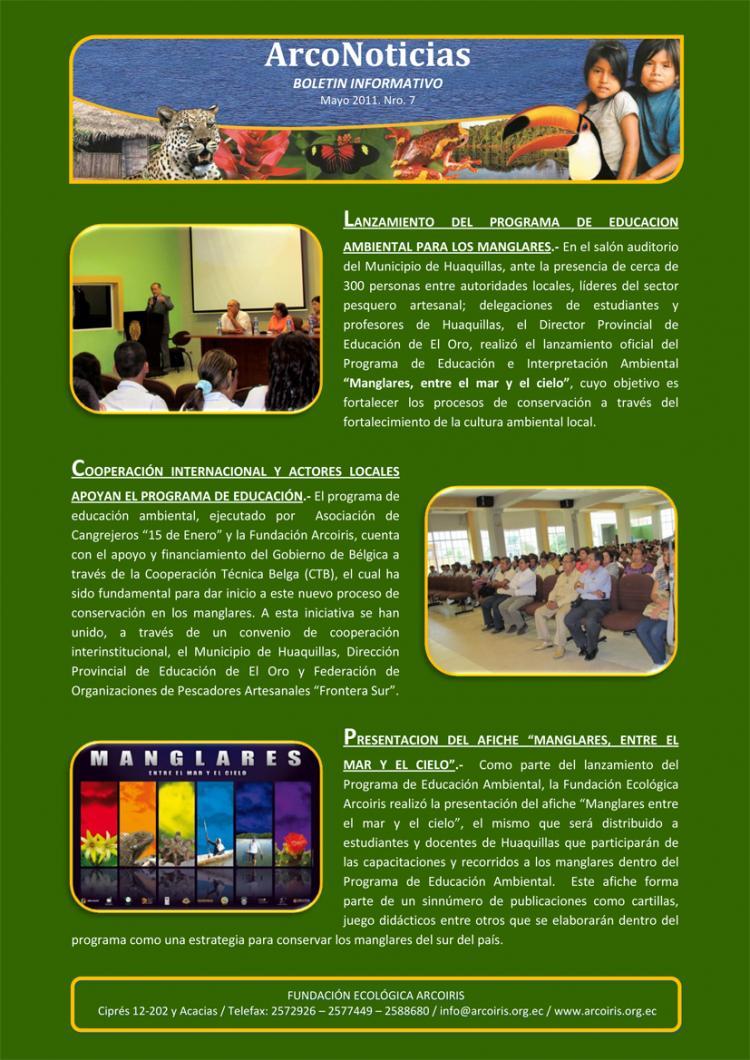 ArcoNoticias
BOLETIN INFORMATIVO
Mayo 2011. Nro. 7
LANZAMIENTO DEL PROGRAMA DE EDUCACION
AMBIENTAL PARA LOS MANGLARES.- En el salón auditorio
del Municipio de Huaquillas, ante la presencia de cerca de
300 personas entre autoridades locales, líderes del sector
pesquero artesanal; delegaciones de estudiantes y
profesores de Huaquillas, el Director Provincial de
Educación de El Oro, realizó el lanzamiento oficial del
Programa de Educación e Interpretación Ambiental
“Manglares, entre el mar y el cielo”, cuyo objetivo es
fortalecer los procesos de conservación a través del
fortalecimiento de la cultura ambiental local.
COOPERACIÓN INTERNACIONAL Y ACTORES LOCALES
APOYAN EL PROGRAMA DE EDUCACIÓN.- El programa de
educación ambiental, ejecutado por Asociación de
Cangrejeros “15 de Enero” y la Fundación Arcoiris, cuenta
con el apoyo y financiamiento del Gobierno de Bélgica a
través de la Cooperación Técnica Belga (CTB), el cual ha
sido fundamental para dar inicio a este nuevo proceso de
conservación en los manglares. A esta iniciativa se han
unido, a través de un convenio de cooperación
interinstitucional, el Municipio de Huaquillas, Dirección
Provincial de Educación de El Oro y Federación de
Organizaciones de Pescadores Artesanales “Frontera Sur”.
MANGLARES
ENTRE EL MAR Y EL CIELO
PRESENTACION DEL AFICHE “MANGLARES, ENTRE EL
MAR Y EL CIELO”.- Como parte del lanzamiento del
Programa de Educación Ambiental, la Fundación Ecológica
Arcoiris realizó la presentación del afiche “Manglares entre
el mar y el cielo”, el mismo que será distribuido a
estudiantes y docentes de Huaquillas que participarán de
las capacitaciones y recorridos a los manglares dentro del
Programa de Educación Ambiental. Este afiche forma
parte de un sinnúmero de publicaciones como cartillas,
juego didácticos entre otros que se elaborarán dentro del
programa como una estrategia para conservar los manglares del sur del país.
FUNDACIÓN ECOLÓGICA ARCOIRIS
Ciprés 12-202 y Acacias / Telefax: 2572926 – 2577449 – 2588680 / info@arcoiris.org.ec / www.arcoiris.org.ec